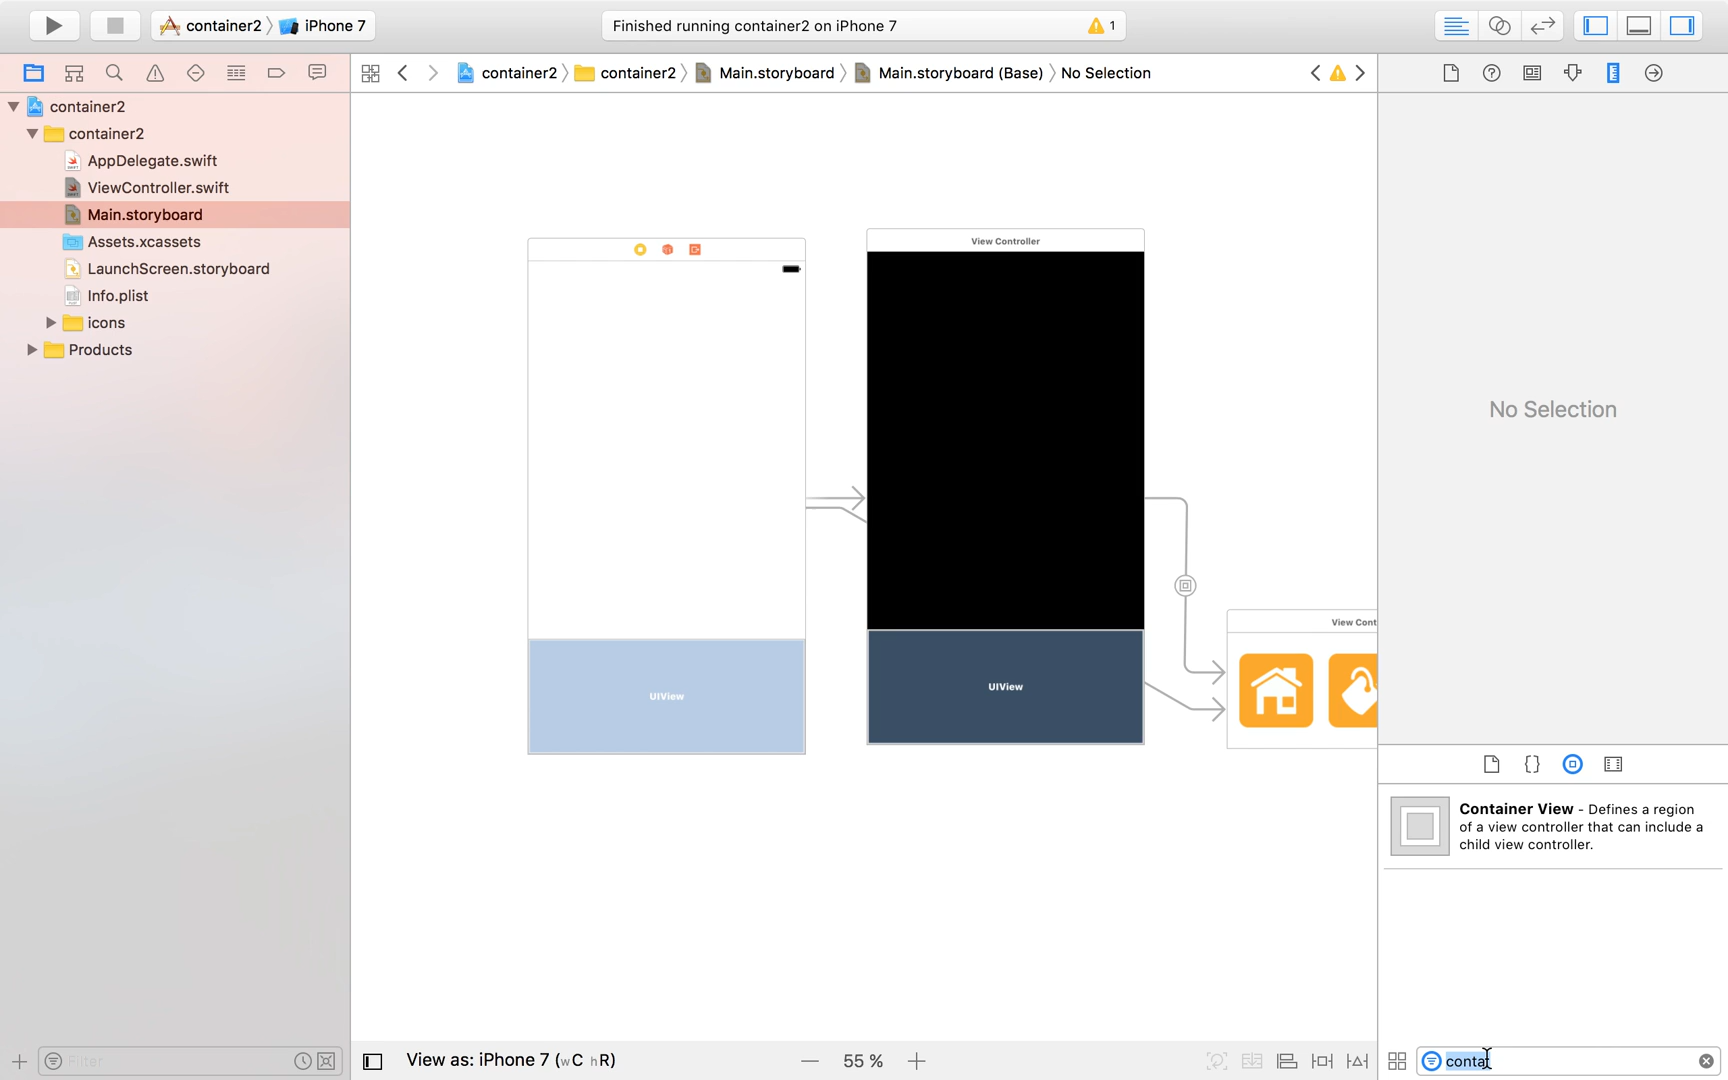 container2 iPhone 7
Finished running container2 on iPhone 7
1
container2
container2
Main.storyboard
Main.storyboard (Base)
No Selection
container2
container2
AppDelegate.swift
ViewController.swift
Main.storyboard
Assets.xcassets
LaunchScreen.storyboard
Info.plist
icons
Products
View Controller
UIView
UIView
View Cont
No Selection
Container View - Defines a region
of a view controller that can include a
child view controller.
Filter
View as: iPhone 7 (wC hR)
55 %
contai